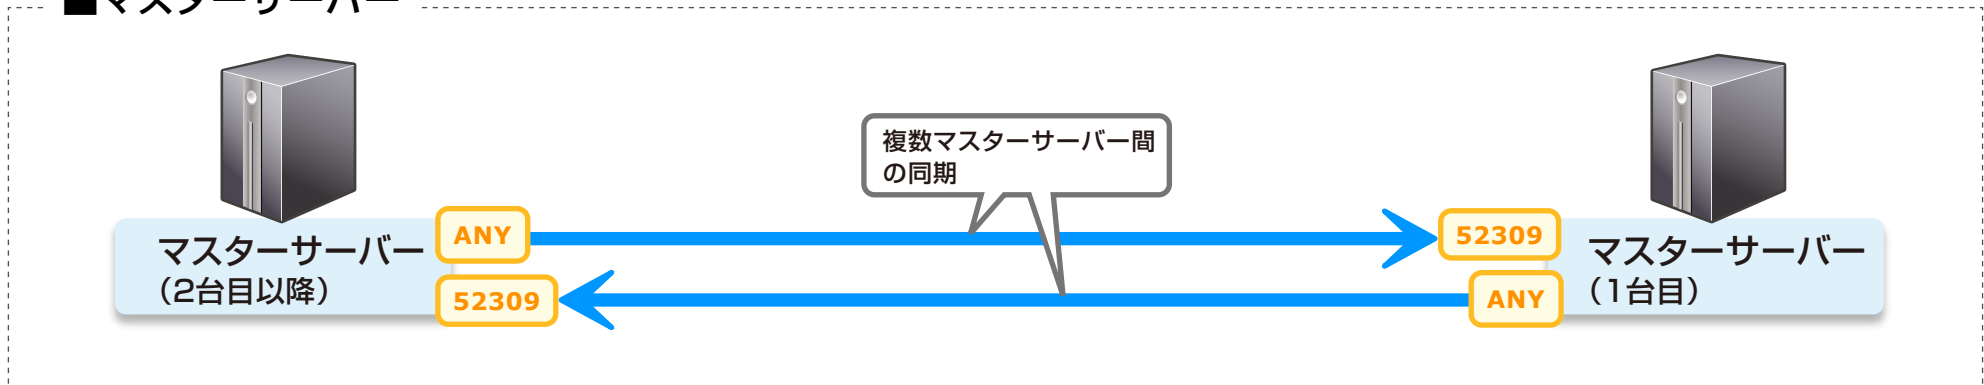 ■マスターサーバー
複数マスターサーバー間
の同期
ANY
52309
マスターサーバー
（2台目以降）
52309
マスターサーバー
（1台目）
ANY